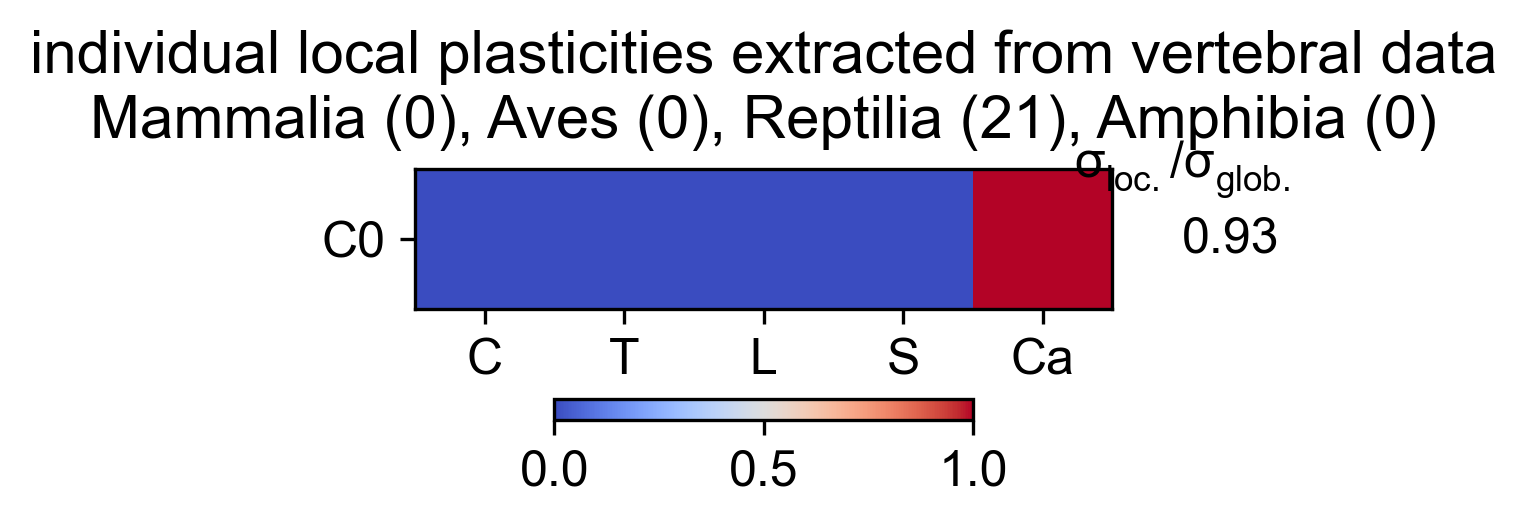 individual local plasticities extracted from vertebral data
Mammalia (0), Aves (0), Reptilia (21), Amphibia (0)
σloc. /σglob.
C0 0.93
C T L S Ca
0.0 0.5 1.0